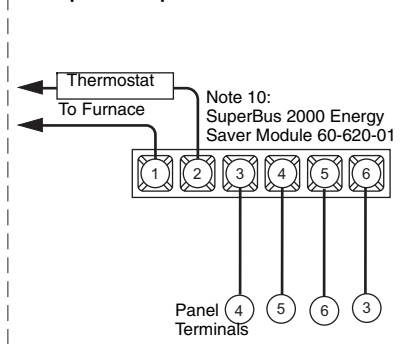 Thermostat
To Furnace
Note 10:
SuperBus 2000 Energy
Saver Module 60-620-01
1 2 3 4 5 6
Panel 4 5 6 3
Terminals